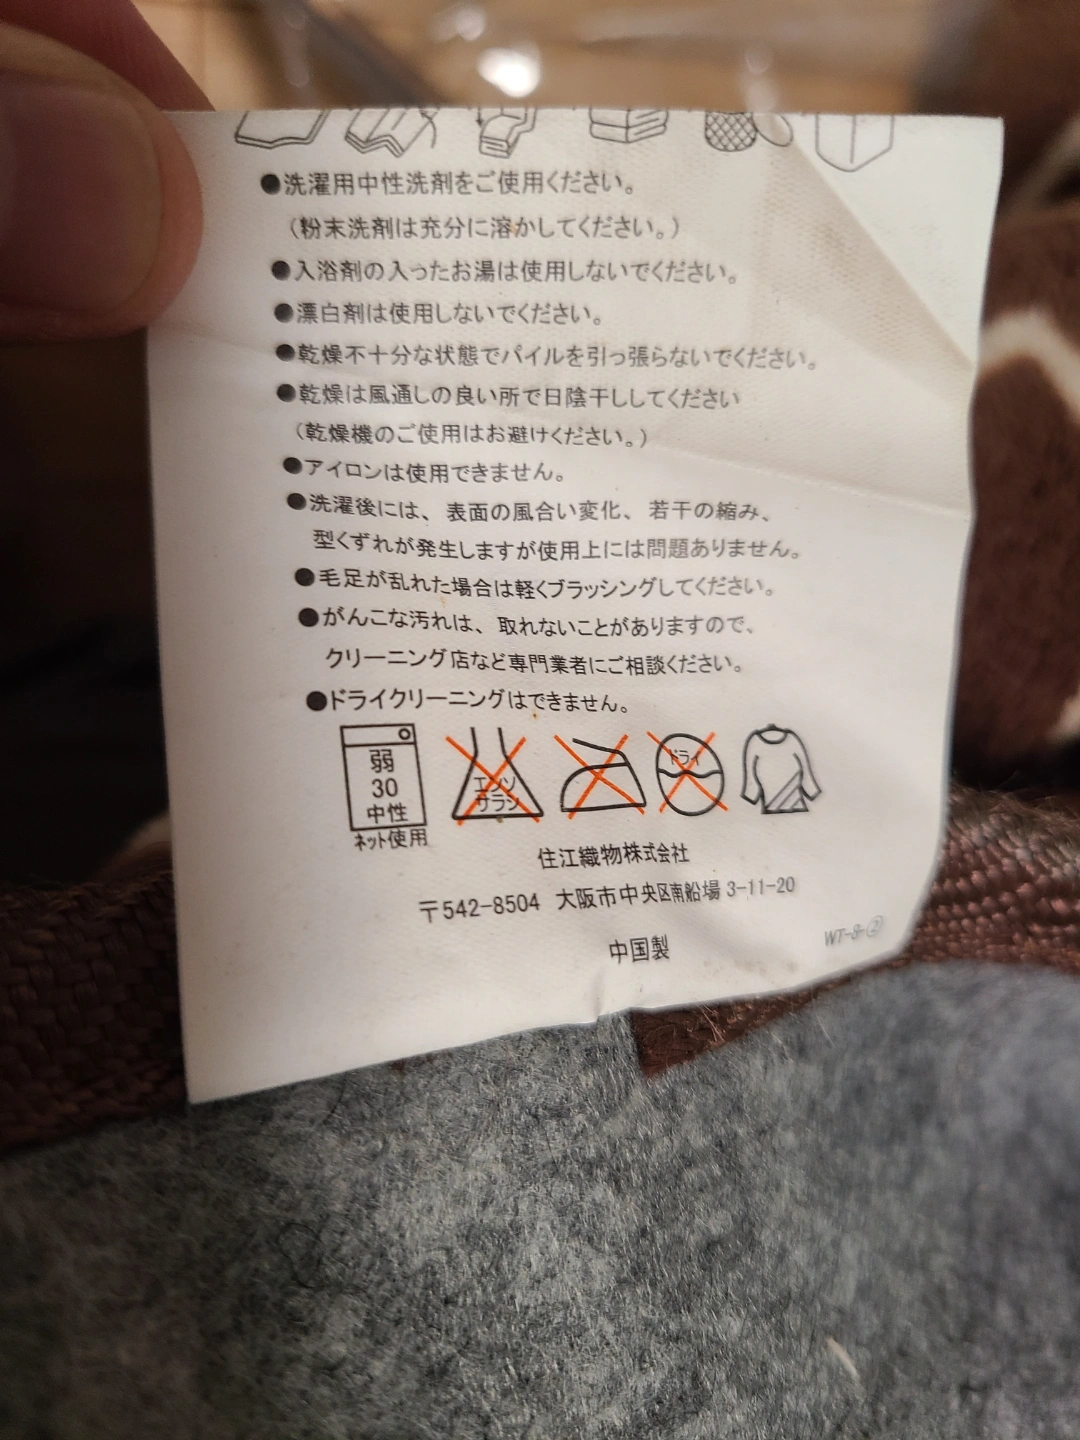 ●洗濯用中性洗剤をご使用ください。
(粉末洗剤は充分に溶かしてください。)
●入浴剤の入ったお湯は使用しないでください。
●漂白剤は使用しないでください。
●乾燥不十分な状態でパイルを引っ張らないでください。
●乾燥は風通しの良い所で日陰干ししてください
(乾燥機のご使用はお避けください。)
●アイロンは使用できません。
●洗濯後には、表面の風合い変化、若干の縮み、
型くずれが発生しますが使用上には問題ありません。
●毛足が乱れた場合は軽くブラッシングしてください。
●がんこな汚れは、取れないことがありますので、
クリーニング店など専門業者にご相談ください。
●ドライクリーニングはできません。
弱
30
中性
ネット使用
エンソ
サラシ
ドライ
住江織物株式会社
〒542-8504 大阪市中央区南船場 3-11-20
中国製
WT-8-②